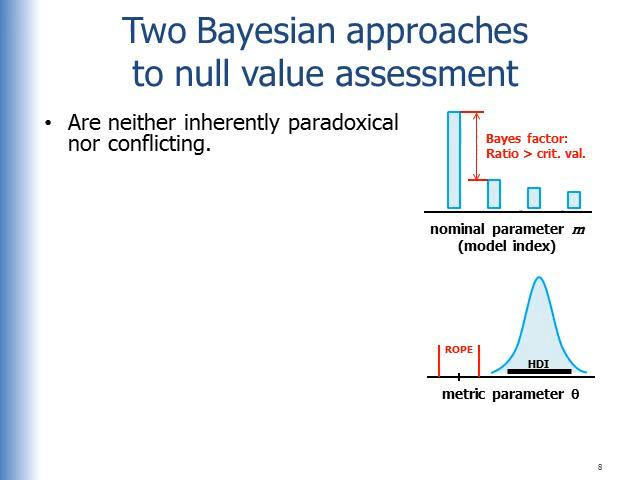 Two Bayesian approaches
to null value assessment
• Are neither inherently paradoxical
nor conflicting.
Bayes factor:
Ratio > crit. val.
nominal parameter m
(model index)
ROPE
HDI
metric parameter θ
8